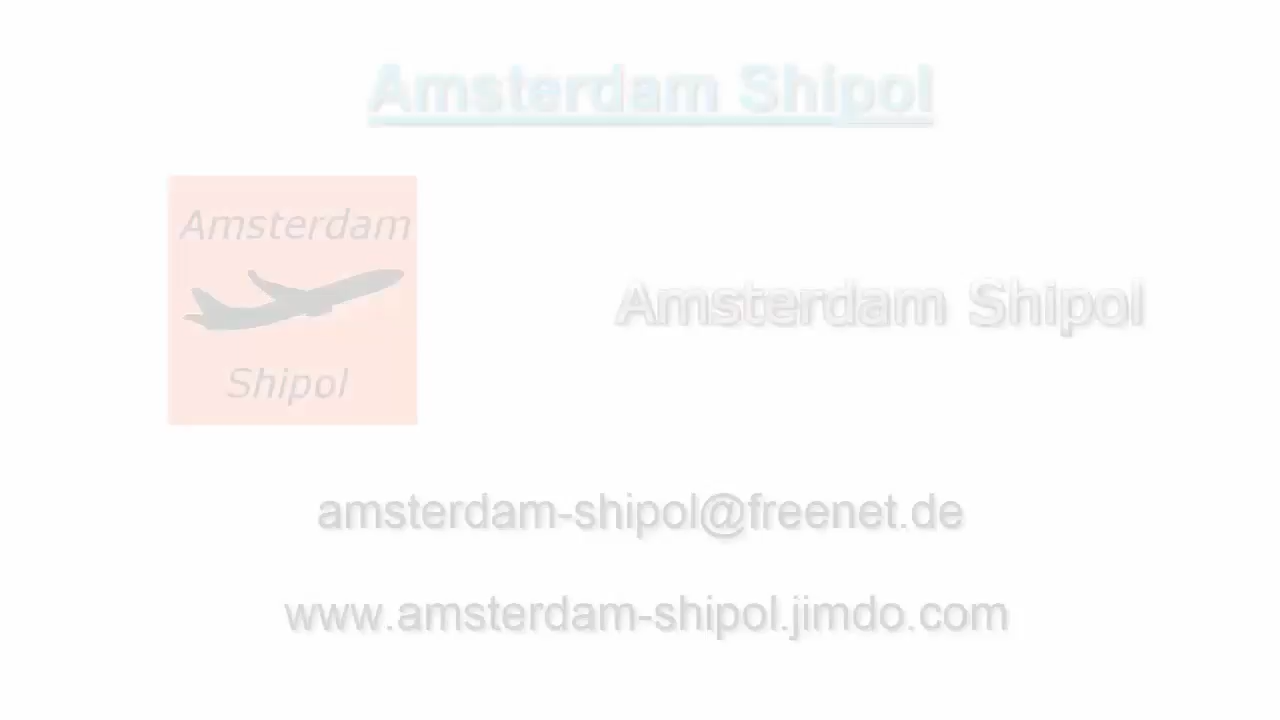 Amsterdam Shipol
Amsterdam
Shipol
Amsterdam Shipol
amsterdam-shipol@freenet.de
www.amsterdam-shipol.jimdo.com